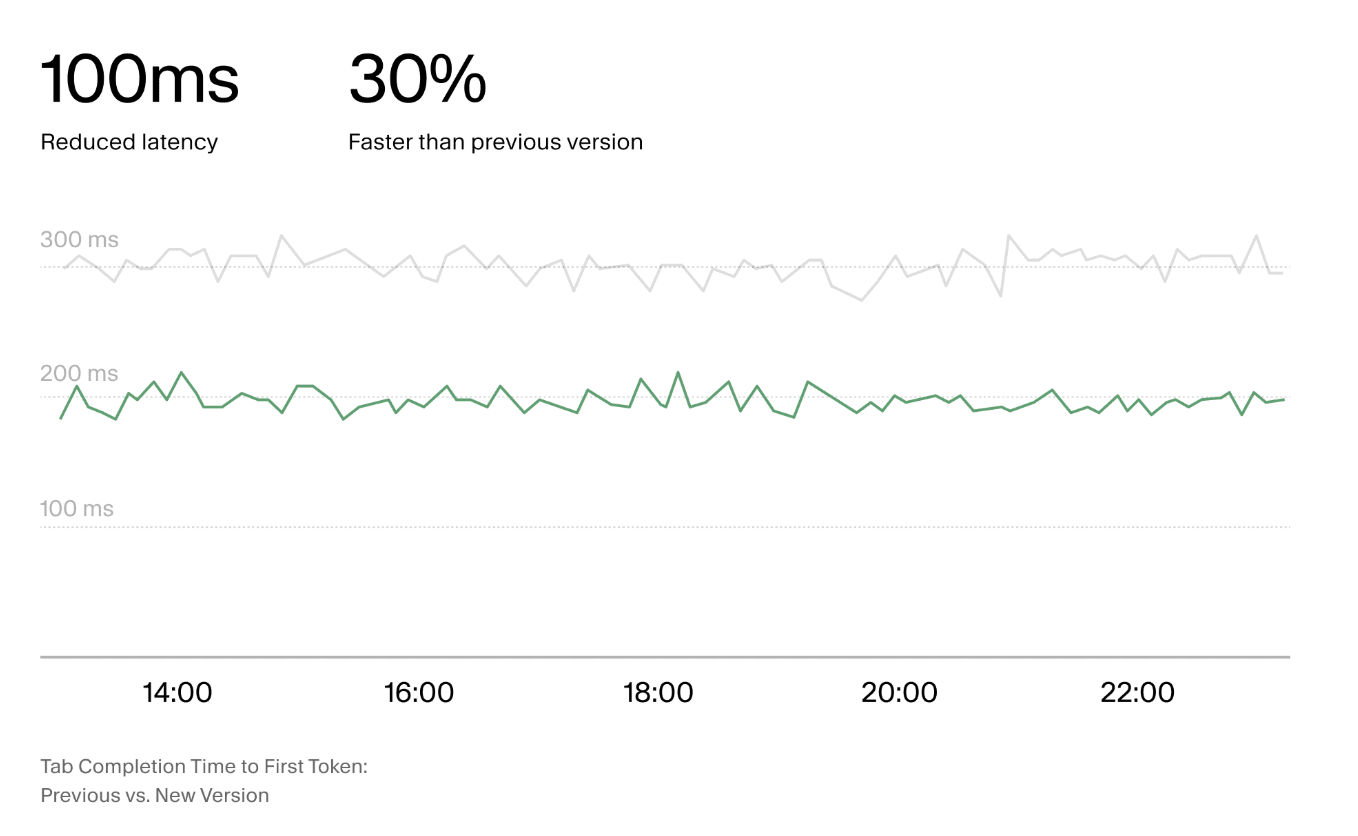 100ms
Reduced latency
30%
Faster than previous version
300 ms
200 ms
100 ms
14:00 16:00 18:00 20:00 22:00
Tab Completion Time to First Token:
Previous vs. New Version